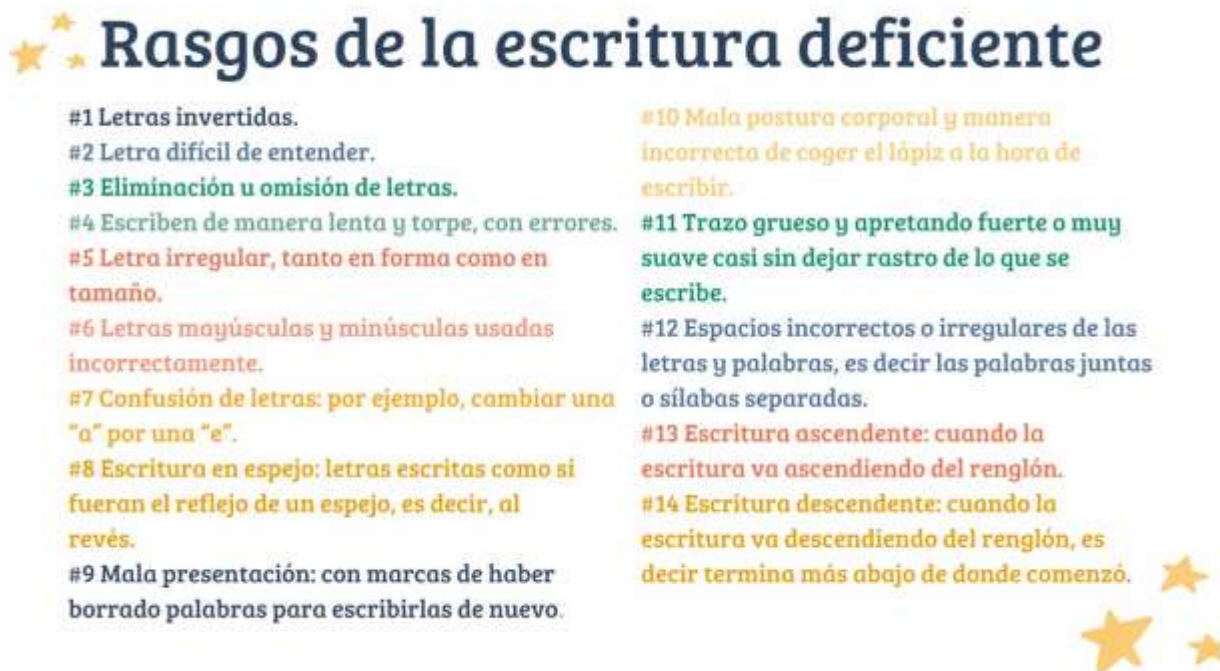 Rasgos de la escritura deficiente
#1 Letras invertidas.
#2 Letra difícil de entender.
#3 Eliminación u omisión de letras.
#4 Escriben de manera lenta y torpe, con errores.
#5 Letra irregular, tanto en forma como en
tamaño.
#6 Letras mayúsculas y minúsculas usadas
incorrectamente.
#7 Confusión de letras: por ejemplo, cambiar una
"a" por una "e".
#8 Escritura en espejo: letras escritas como si
fueran el reflejo de un espejo, es decir, al
revés.
#9 Mala presentación: con marcas de haber
borrado palabras para escribirlas de nuevo.
#10 Mala postura corporal y manera
incorrecta de coger el lápiz a la hora de
escribir.
#11 Trazo grueso y apretando fuerte o muy
suave casi sin dejar rastro de lo que se
escribe.
#12 Espacios incorrectos o irregulares de las
letras y palabras, es decir las palabras juntas
o sílabas separadas.
#13 Escritura ascendente: cuando la
escritura va ascendiendo del renglón.
#14 Escritura descendente: cuando la
escritura va descendiendo del renglón, es
decir termina más abajo de donde comenzó.